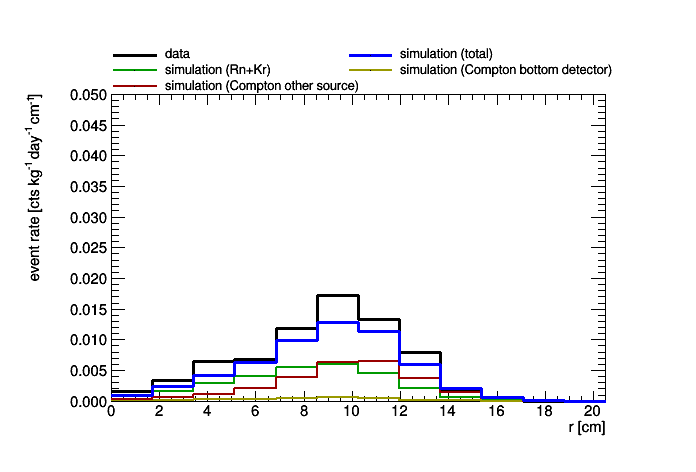 data
simulation (total)
simulation (Rn+Kr)
simulation (Compton bottom detector)
simulation (Compton other source)
event rate [cts kg-1 day-1 cm-1]
0.050
0.045
0.040
0.035
0.030
0.025
0.020
0.015
0.010
0.005
0.000
0 2 4 6 8 10 12 14 16 18 20
r [cm]